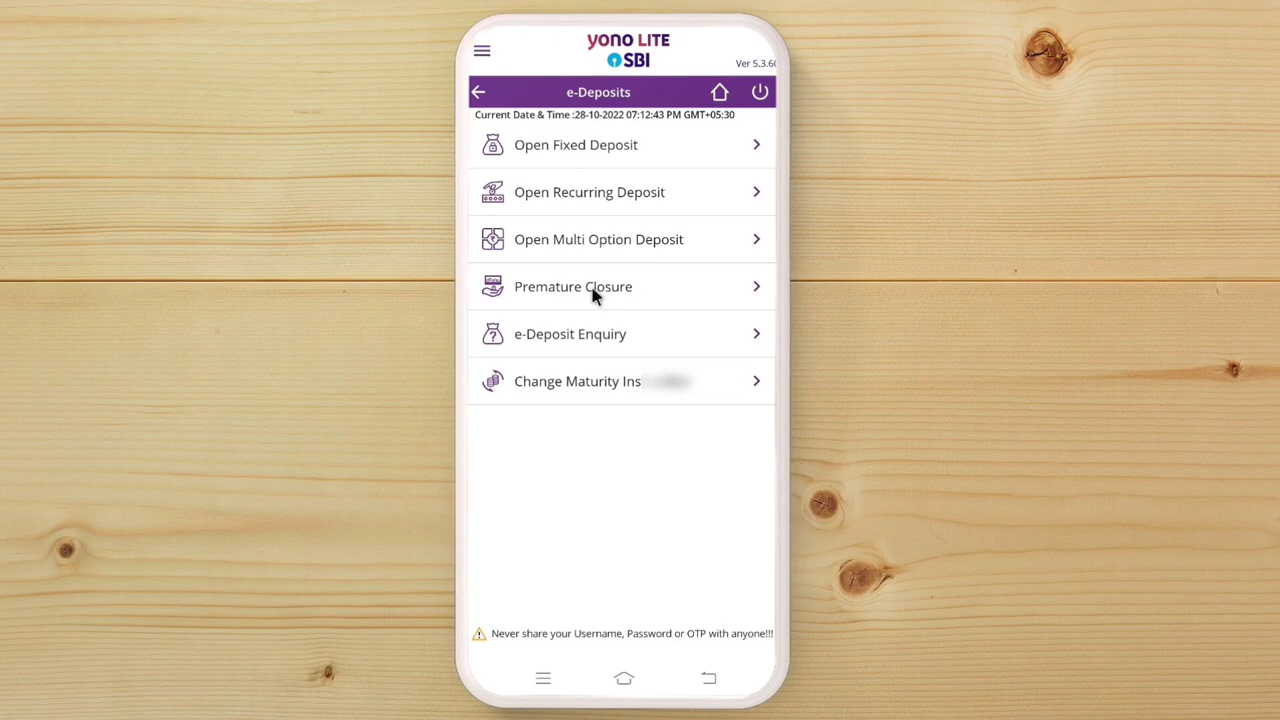 yono LITE
SBI
Ver 5.3.60
e-Deposits
Current Date & Time :28-10-2022 07:12:43 PM GMT+05:30
Open Fixed Deposit
Open Recurring Deposit
Open Multi Option Deposit
Premature Closure
e-Deposit Enquiry
Change Maturity Ins
Never share your Username, Password or OTP with anyone!!!